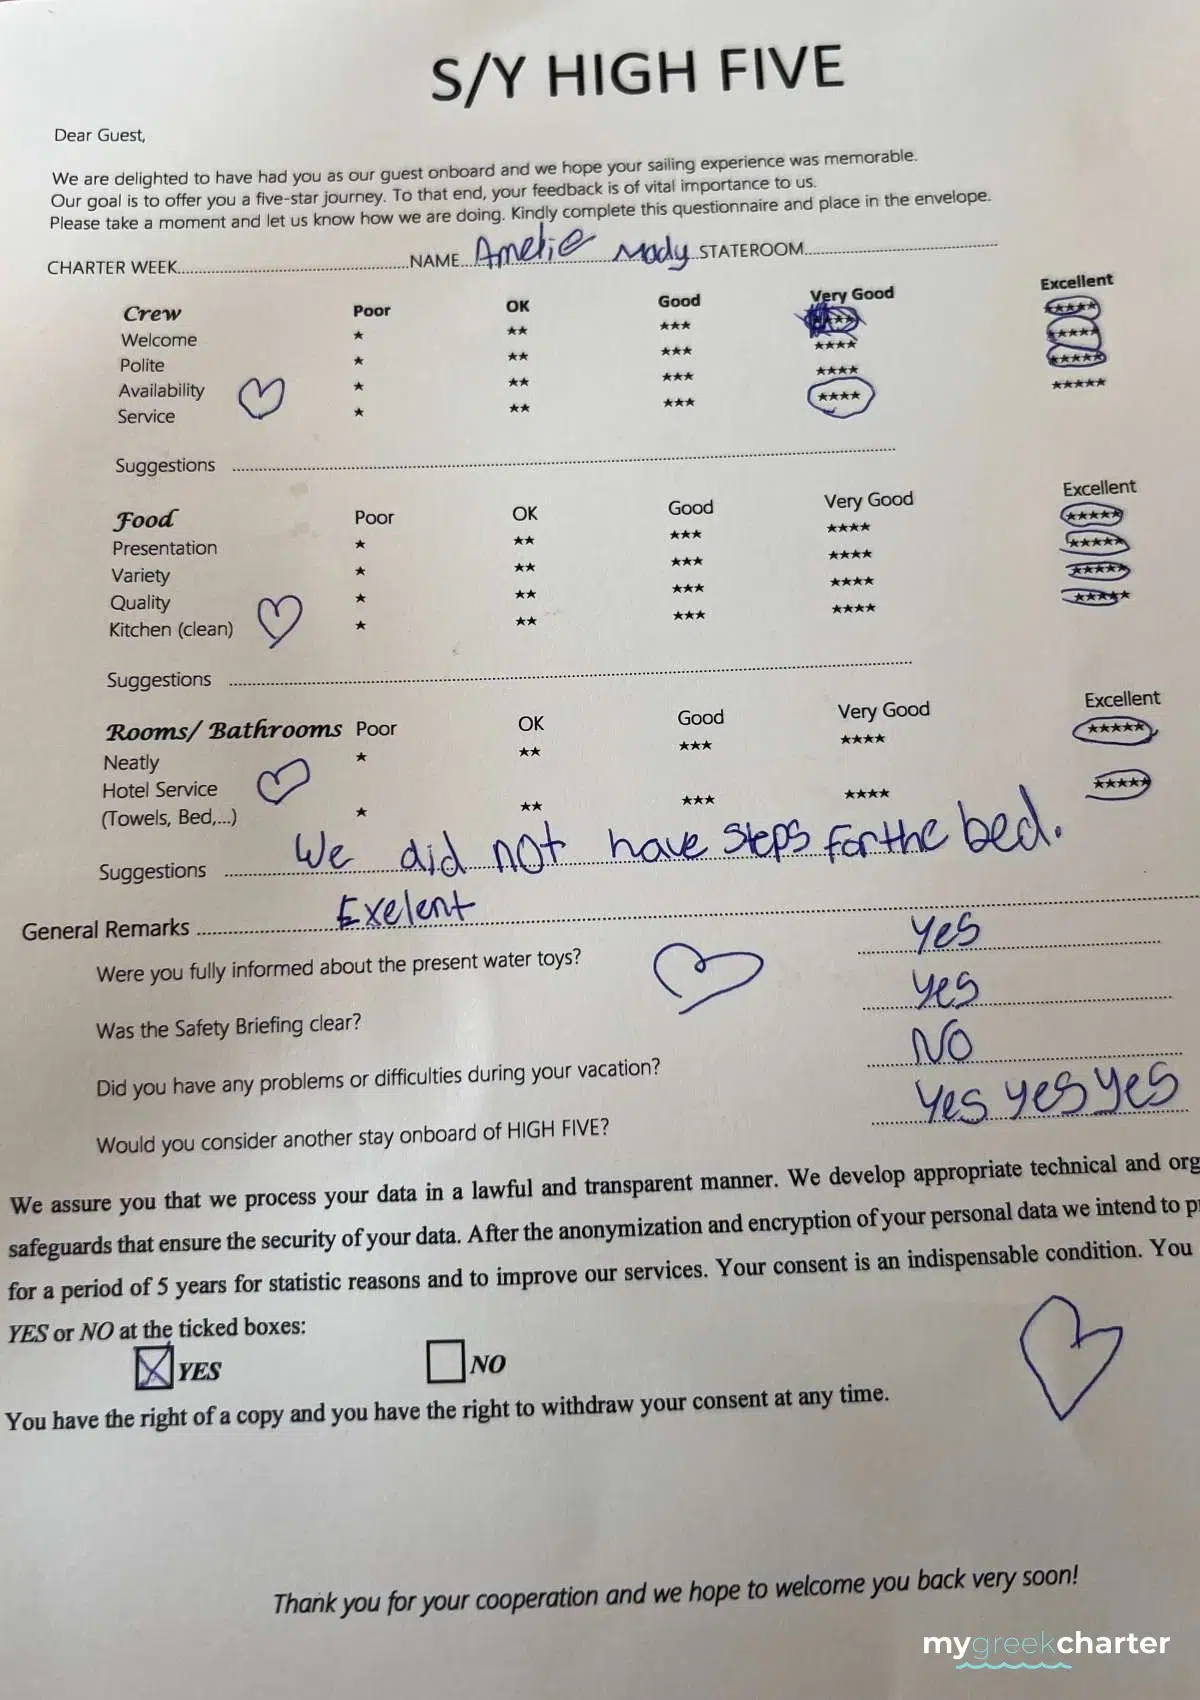 S/Y HIGH FIVE
Dear Guest,
We are delighted to have had you as our guest onboard and we hope your sailing experience was memorable.
Our goal is to offer you a five-star journey. To that end, your feedback is of vital importance to us.
Please take a moment and let us know how we are doing. Kindly complete this questionnaire and place in the envelope.
CHARTER WEEK..........NAME...Amelie Mody STATEROOM..........
Crew Poor OK Good Very Good Excellent
Welcome * ** *** **** *****
Polite * ** *** **** *****
Availability * ** *** **** *****
Service * ** *** **** *****
Suggestions ..........
Food Poor OK Good Very Good Excellent
Presentation * ** *** **** *****
Variety * ** *** **** *****
Quality * ** *** **** *****
Kitchen (clean) * ** *** **** *****
Suggestions ..........
Rooms/ Bathrooms Poor OK Good Very Good Excellent
Neatly * ** *** **** *****
Hotel Service
(Towels, Bed,...) * ** *** **** *****
Suggestions We did not have steps for the bed.
General Remarks Exelent
Were you fully informed about the present water toys? yes
Was the Safety Briefing clear? yes
Did you have any problems or difficulties during your vacation? NO
Would you consider another stay onboard of HIGH FIVE? yes yes yes
We assure you that we process your data in a lawful and transparent manner. We develop appropriate technical and org
safeguards that ensure the security of your data. After the anonymization and encryption of your personal data we intend to p
for a period of 5 years for statistic reasons and to improve our services. Your consent is an indispensable condition. You
YES or NO at the ticked boxes:
YES NO
You have the right of a copy and you have the right to withdraw your consent at any time.
Thank you for your cooperation and we hope to welcome you back very soon!
mygreekcharter